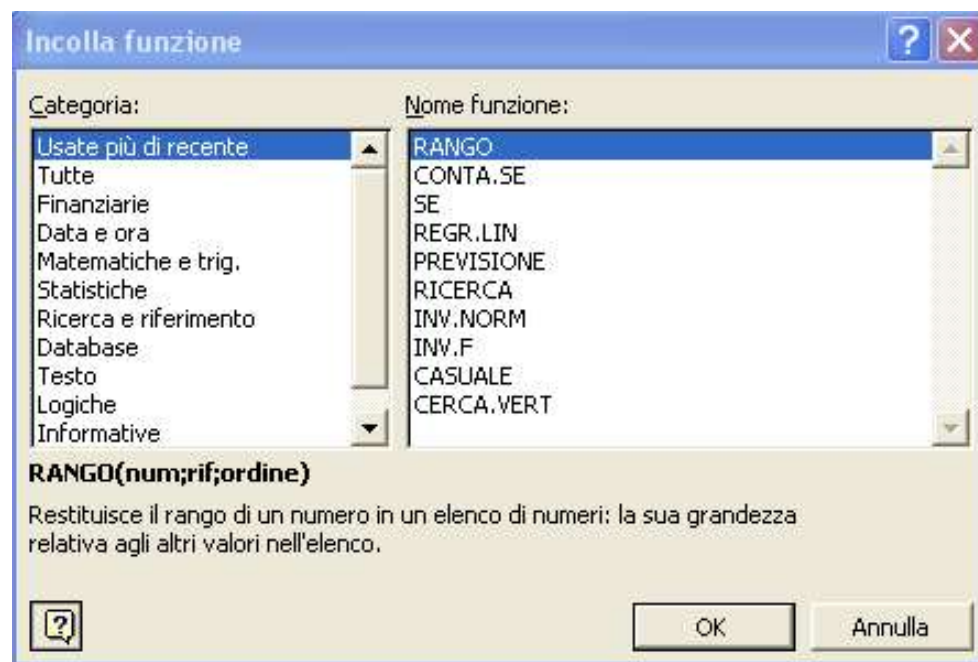 Incolla funzione
Categoria:
Usate più di recente
Tutte
Finanziarie
Data e ora
Matematiche e trig.
Statistiche
Ricerca e riferimento
Database
Testo
Logiche
Informative
Nome funzione:
RANGO
CONTA.SE
SE
REGR.LIN
PREVISIONE
RICERCA
INV.NORM
INV.F
CASUALE
CERCA.VERT
RANGO(num;rif;ordine)
Restituisce il rango di un numero in un elenco di numeri: la sua grandezza
relativa agli altri valori nell'elenco.
OK
Annulla